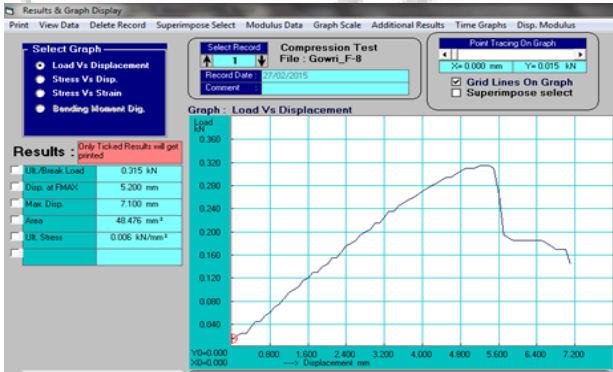 Results & Graph Display
Print View Data Delete Record Superimpose Select Modulus Data Graph Scale Additional Results Time Graphs Disp. Modulus
Select Graph
Load Vs Displacement
Stress Vs Disp.
Stress Vs Strain
Bending Moment Dig.
Select Record
1
Compression Test
File : Gowri_F-8
Record Date : 27/02/2015
Comment :
Point Tracing On Graph
X= 0.000 mm Y= 0.015 kN
Grid Lines On Graph
Superimpose select
Results :
Only Ticked Results will get printed
Ult./Break Load 0.315 kN
Disp. at FMAX 5.200 mm
Max. Disp. 7.100 mm
Area 48.476 mm²
Ult. Stress 0.006 kN/mm²
Graph : Load Vs Displacement
Load
kN
0.360
0.320
0.280
0.240
0.200
0.160
0.120
0.080
0.040
Y0=0.000
X0=0.000
0.800 1.600 2.400 3.200 4.000 4.800 5.600 6.400 7.200
---> Displacement mm